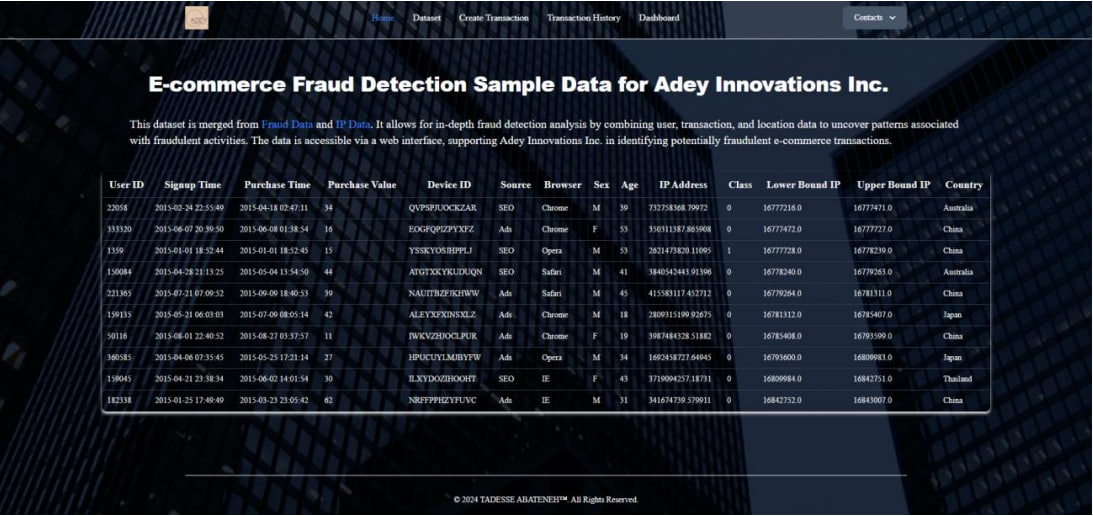 ADEY
Home Dataset Create Transaction Transaction History Dashboard Contacts
E-commerce Fraud Detection Sample Data for Adey Innovations Inc.
This dataset is merged from Fraud Data and IP Data. It allows for in-depth fraud detection analysis by combining user, transaction, and location data to uncover patterns associated
with fraudulent activities. The data is accessible via a web interface, supporting Adey Innovations Inc. in identifying potentially fraudulent e-commerce transactions.
User ID Signup Time Purchase Time Purchase Value Device ID Source Browser Sex Age IP Address Class Lower Bound IP Upper Bound IP Country
22058 2015-02-24 22:55:49 2015-04-18 02:47:11 34 QVPSPJUOCKZAR SEO Chrome M 39 732758368.79972 0 16777216.0 16777471.0 Australia
333320 2015-06-07 20:39:50 2015-06-08 01:38:54 16 EOGFQPIZPYXFZ Ads Chrome F 53 350311387.865908 0 16777472.0 16777727.0 China
1359 2015-01-01 18:52:44 2015-01-01 18:52:45 15 YSSKYOSJHPPLJ SEO Opera M 53 2621473820.11095 1 16777728.0 16778239.0 China
150084 2015-04-28 21:13:25 2015-05-04 13:54:50 44 ATGTXKYKUDUQN SEO Safari M 41 3840542443.91396 0 16778240.0 16779263.0 Australia
221365 2015-07-21 07:09:52 2015-09-09 18:40:53 39 NAUITBZFJKHWW Ads Safari M 45 415583117.452712 0 16779264.0 16781311.0 China
159135 2015-05-21 06:03:03 2015-07-09 08:05:14 42 ALEYXFXINSXLZ Ads Chrome M 18 2809315199.92675 0 16781312.0 16785407.0 Japan
50116 2015-08-01 22:40:52 2015-08-27 03:37:57 11 IWKVZHJOCLPUR Ads Chrome F 19 3987484328.51882 0 16785408.0 16793599.0 China
360585 2015-04-06 07:35:45 2015-05-25 17:21:14 27 HPUCUYLMJBYFW Ads Opera M 34 1692458727.64945 0 16793600.0 16809983.0 Japan
159045 2015-04-21 23:38:34 2015-06-02 14:01:54 30 ILXYDOZIHOOHT SEO IE F 43 3719094257.18731 0 16809984.0 16842751.0 Thailand
182338 2015-01-25 17:49:49 2015-03-23 23:05:42 62 NRFFPPHZYFUVC Ads IE M 31 341674739.579911 0 16842752.0 16843007.0 China
© 2024 TADESSE ABATENEH™. All Rights Reserved.